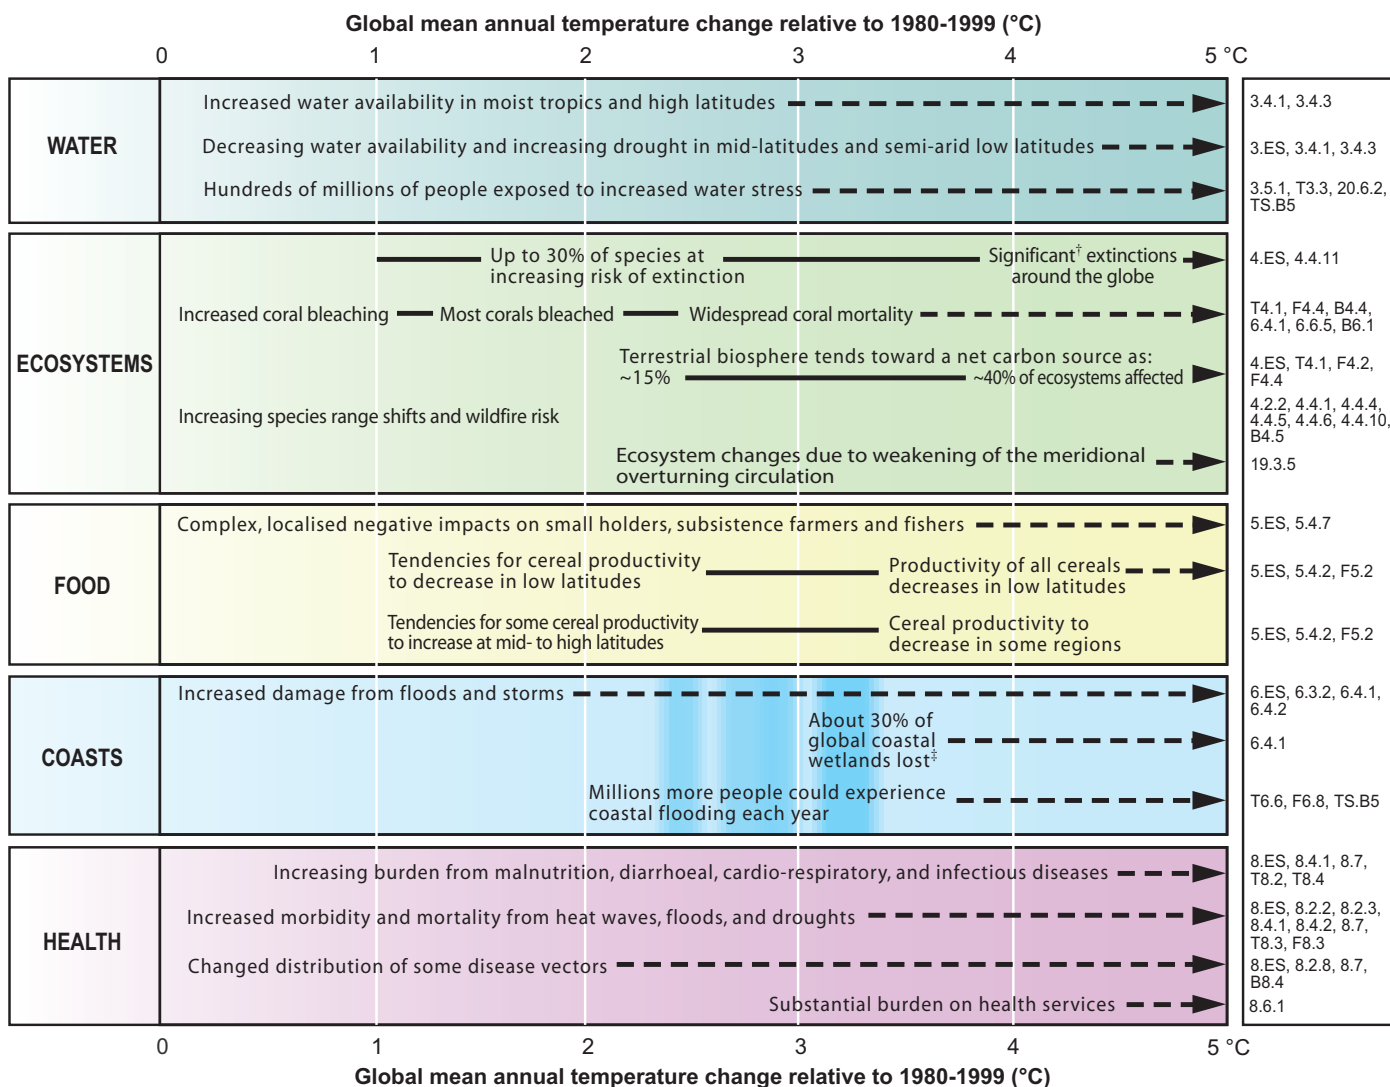 Global mean annual temperature change relative to 1980-1999 (°C)
0 1 2 3 4 5 °C
WATER
Increased water availability in moist tropics and high latitudes
3.4.1, 3.4.3
Decreasing water availability and increasing drought in mid-latitudes and semi-arid low latitudes
3.ES, 3.4.1, 3.4.3
Hundreds of millions of people exposed to increased water stress
3.5.1, T3.3, 20.6.2,
TS.B5
ECOSYSTEMS
Up to 30% of species at
increasing risk of extinction
Significant† extinctions
around the globe
4.ES, 4.4.11
Increased coral bleaching
Most corals bleached
Widespread coral mortality
T4.1, F4.4, B4.4,
6.4.1, 6.6.5, B6.1
Terrestrial biosphere tends toward a net carbon source as:
~15%
~40% of ecosystems affected
4.ES, T4.1, F4.2,
F4.4
Increasing species range shifts and wildfire risk
4.2.2, 4.4.1, 4.4.4,
4.4.5, 4.4.6, 4.4.10,
B4.5
Ecosystem changes due to weakening of the meridional
overturning circulation
19.3.5
FOOD
Complex, localised negative impacts on small holders, subsistence farmers and fishers
5.ES, 5.4.7
Tendencies for cereal productivity
to decrease in low latitudes
Productivity of all cereals
decreases in low latitudes
5.ES, 5.4.2, F5.2
Tendencies for some cereal productivity
to increase at mid- to high latitudes
Cereal productivity to
decrease in some regions
5.ES, 5.4.2, F5.2
COASTS
Increased damage from floods and storms
6.ES, 6.3.2, 6.4.1,
6.4.2
About 30% of
global coastal
wetlands lost‡
6.4.1
Millions more people could experience
coastal flooding each year
T6.6, F6.8, TS.B5
HEALTH
Increasing burden from malnutrition, diarrhoeal, cardio-respiratory, and infectious diseases
8.ES, 8.4.1, 8.7,
T8.2, T8.4
Increased morbidity and mortality from heat waves, floods, and droughts
8.ES, 8.2.2, 8.2.3,
8.4.1, 8.4.2, 8.7,
T8.3, F8.3
Changed distribution of some disease vectors
8.ES, 8.2.8, 8.7,
B8.4
Substantial burden on health services
8.6.1
0 1 2 3 4 5 °C
Global mean annual temperature change relative to 1980-1999 (°C)